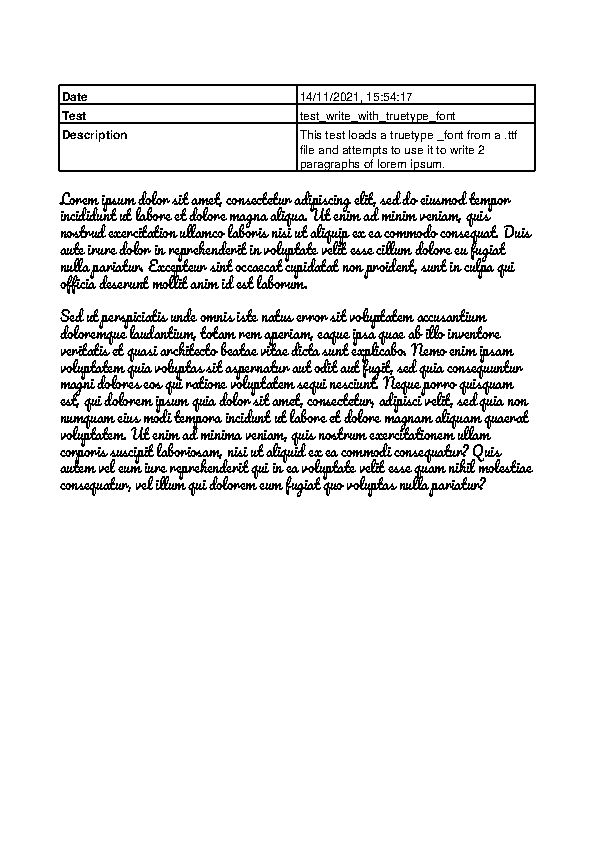 Date 14/11/2021, 15:54:17
Test test_write_with_truetype_font
Description This test loads a truetype _font from a .ttf
file and attempts to use it to write 2
paragraphs of lorem ipsum.
Lorem ipsum dolor sit amet, consectetur adipiscing elit, sed do eiusmod tempor
incididunt ut labore et dolore magna aliqua. Ut enim ad minim veniam, quis
nostrud exercitation ullamco laboris nisi ut aliquip ex ea commodo consequat. Duis
aute irure dolor in reprehenderit in voluptate velit esse cillum dolore eu fugiat
nulla pariatur. Excepteur sint occaecat cupidatat non proident, sunt in culpa qui
officia deserunt mollit anim id est laborum.
Sed ut perspiciatis unde omnis iste natus error sit voluptatem accusantium
doloremque laudantium, totam rem aperiam, eaque ipsa quae ab illo inventore
veritatis et quasi architecto beatae vitae dicta sunt explicabo. Nemo enim ipsam
voluptatem quia voluptas sit aspernatur aut odit aut fugit, sed quia consequuntur
magni dolores eos qui ratione voluptatem sequi nesciunt. Neque porro quisquam
est, qui dolorem ipsum quia dolor sit amet, consectetur, adipisci velit, sed quia non
numquam eius modi tempora incidunt ut labore et dolore magnam aliquam quaerat
voluptatem. Ut enim ad minima veniam, quis nostrum exercitationem ullam
corporis suscipit laboriosam, nisi ut aliquid ex ea commodi consequatur? Quis
autem vel eum iure reprehenderit qui in ea voluptate velit esse quam nihil molestiae
consequatur, vel illum qui dolorem eum fugiat quo voluptas nulla pariatur?